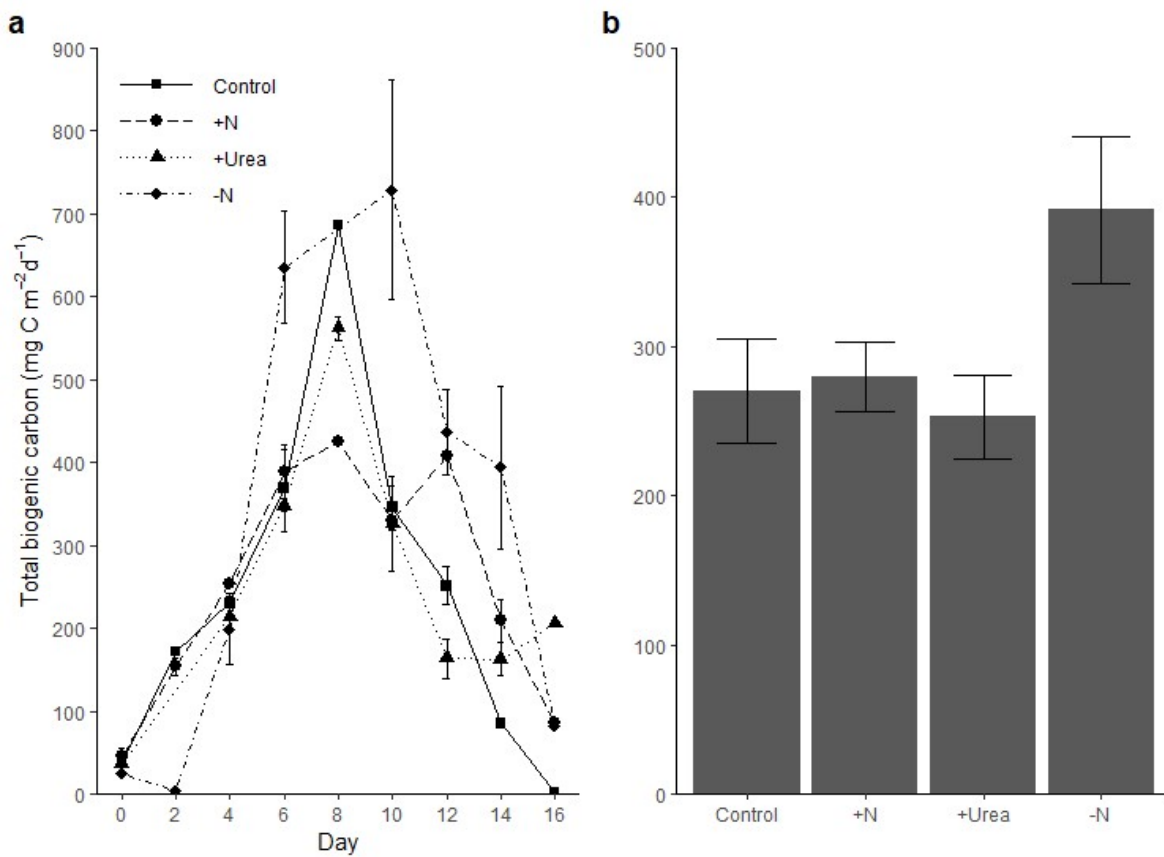 a
900
800
700
600
500
400
300
200
100
0
Total biogenic carbon (mg C m⁻²d⁻¹)
Control
+N
+Urea
-N
0 2 4 6 8 10 12 14 16
Day
b
500
400
300
200
100
0
Control +N +Urea -N